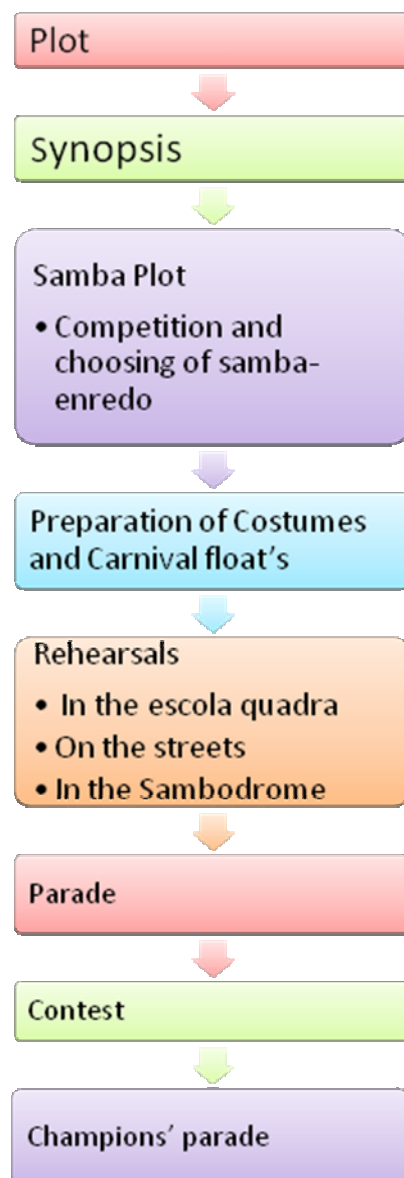 Plot
Synopsis
Samba Plot
• Competition and
choosing of samba-
enredo
Preparation of Costumes
and Carnival float's
Rehearsals
• In the escola quadra
• On the streets
• In the Sambodrome
Parade
Contest
Champions' parade